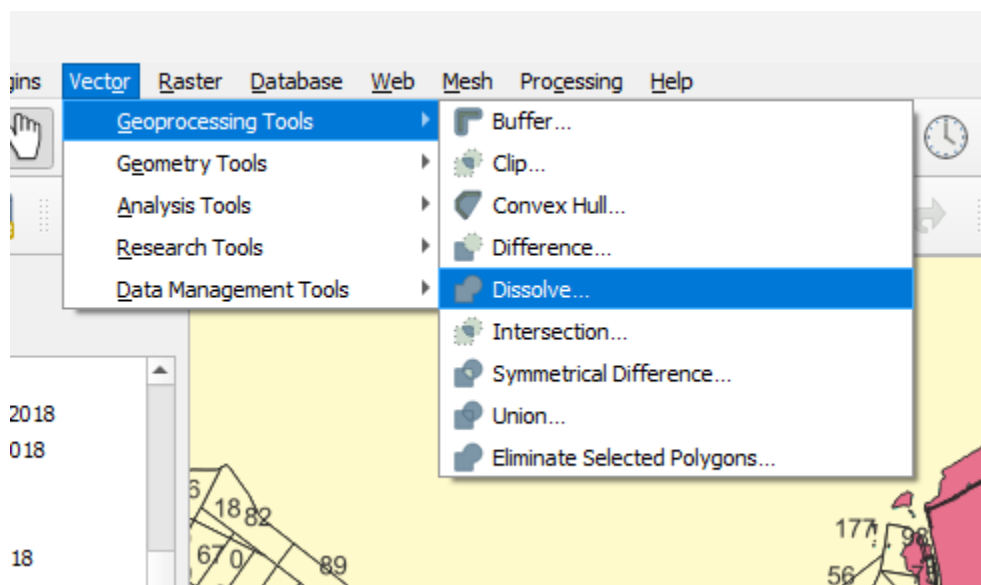 gins Vector Raster Database Web Mesh Processing Help
Geoprocessing Tools
Geometry Tools
Analysis Tools
Research Tools
Data Management Tools
Buffer...
Clip...
Convex Hull...
Difference...
Dissolve...
Intersection...
Symmetrical Difference...
Union...
Eliminate Selected Polygons...
2018
018
18
18 82
67 0 89
177
98
56